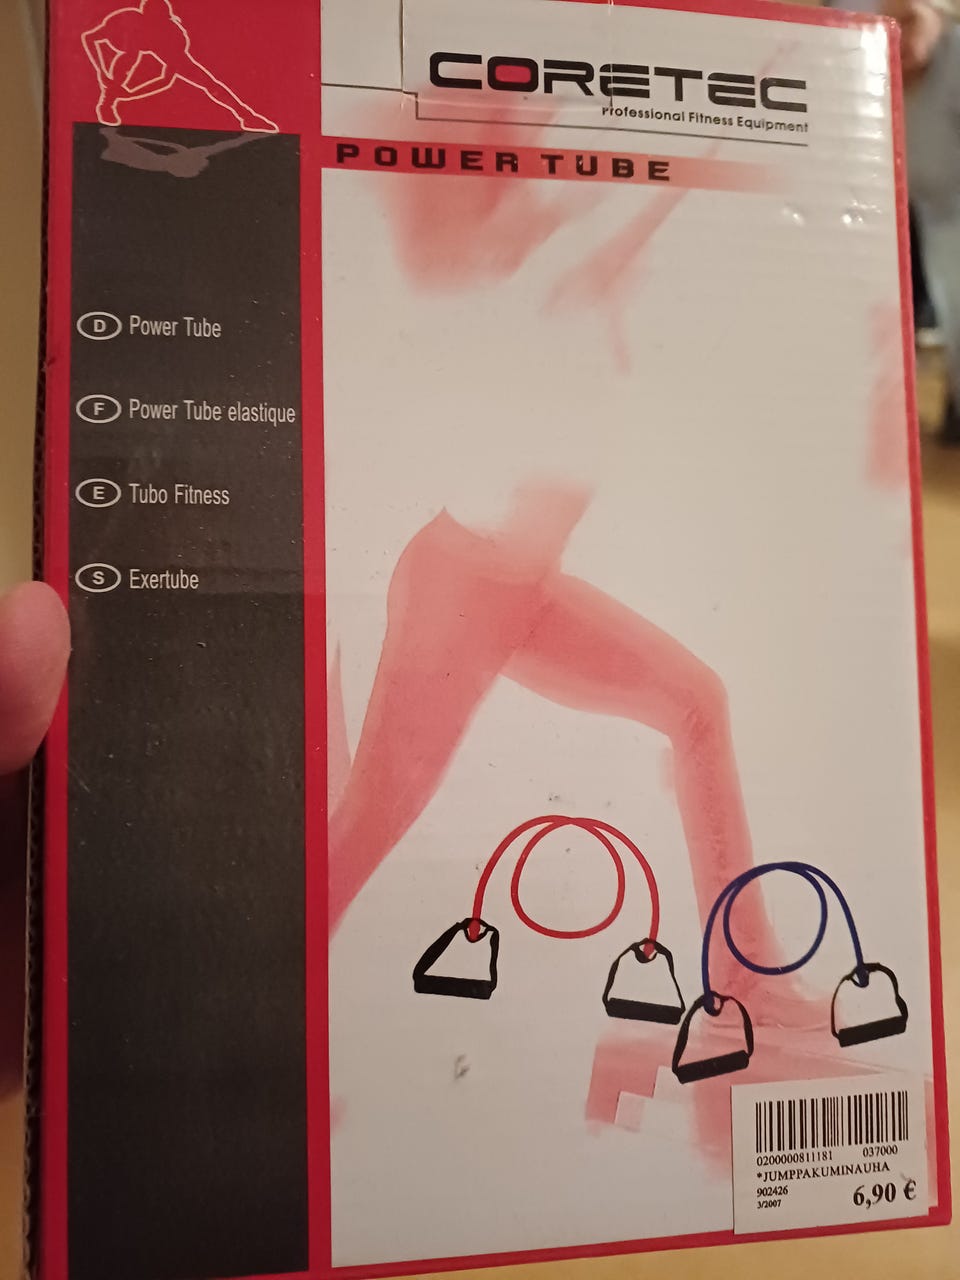 CORETEC
Professional Fitness Equipment
POWER TUBE
D Power Tube
F Power Tube elastique
E Tubo Fitness
S Exertube
0200000811181 037000
*JUMPPAKUMINAUHA
902426
6,90 €
3/2007